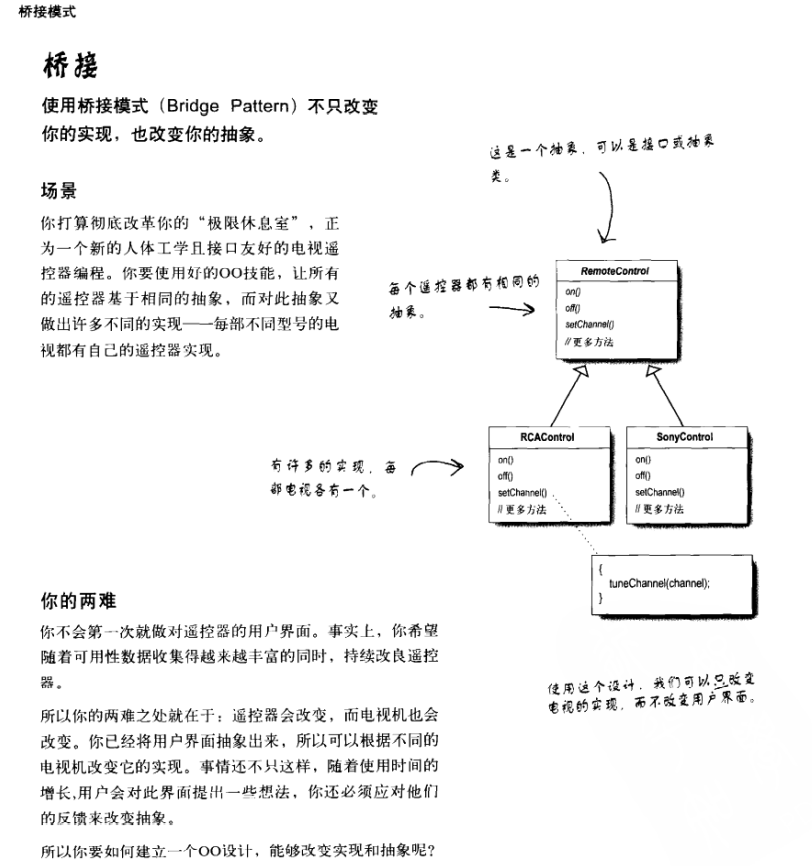 桥接模式
桥接
使用桥接模式（Bridge Pattern）不只改变
你的实现，也改变你的抽象。
场景
你打算彻底改革你的“极限休息室”，正
为一个新的人体工学且接口友好的电视遥
控器编程。你要使用好的OO技能，让所有
的遥控器基于相同的抽象，而对此抽象又
做出许多不同的实现——每部不同型号的电
视都有自己的遥控器实现。
这是一个抽象，可以是接口或抽象
类。
每个遥控器都有相同的
抽象。
RemoteControl
on()
off()
setChannel()
//更多方法
有许多的实现，每
部电视各有一个。
RCAControl
on()
off()
setChannel()
//更多方法
SonyControl
on()
off()
setChannel()
//更多方法
{
tuneChannel(channel);
}
使用这个设计，我们可以只改变
电视的实现，而不改变用户界面。
你的两难
你不会第一次就做对遥控器的用户界面。事实上，你希望
随着可用性数据收集得越来越丰富的同时，持续改良遥控
器。
所以你的两难之处就在于：遥控器会改变，而电视机也会
改变。你已经将用户界面抽象出来，所以可以根据不同的
电视机改变它的实现。事情还不只这样，随着使用时间的
增长,用户会对此界面提出一些想法，你还必须应对他们
的反馈来改变抽象。
所以你要如何建立一个OO设计，能够改变实现和抽象呢？